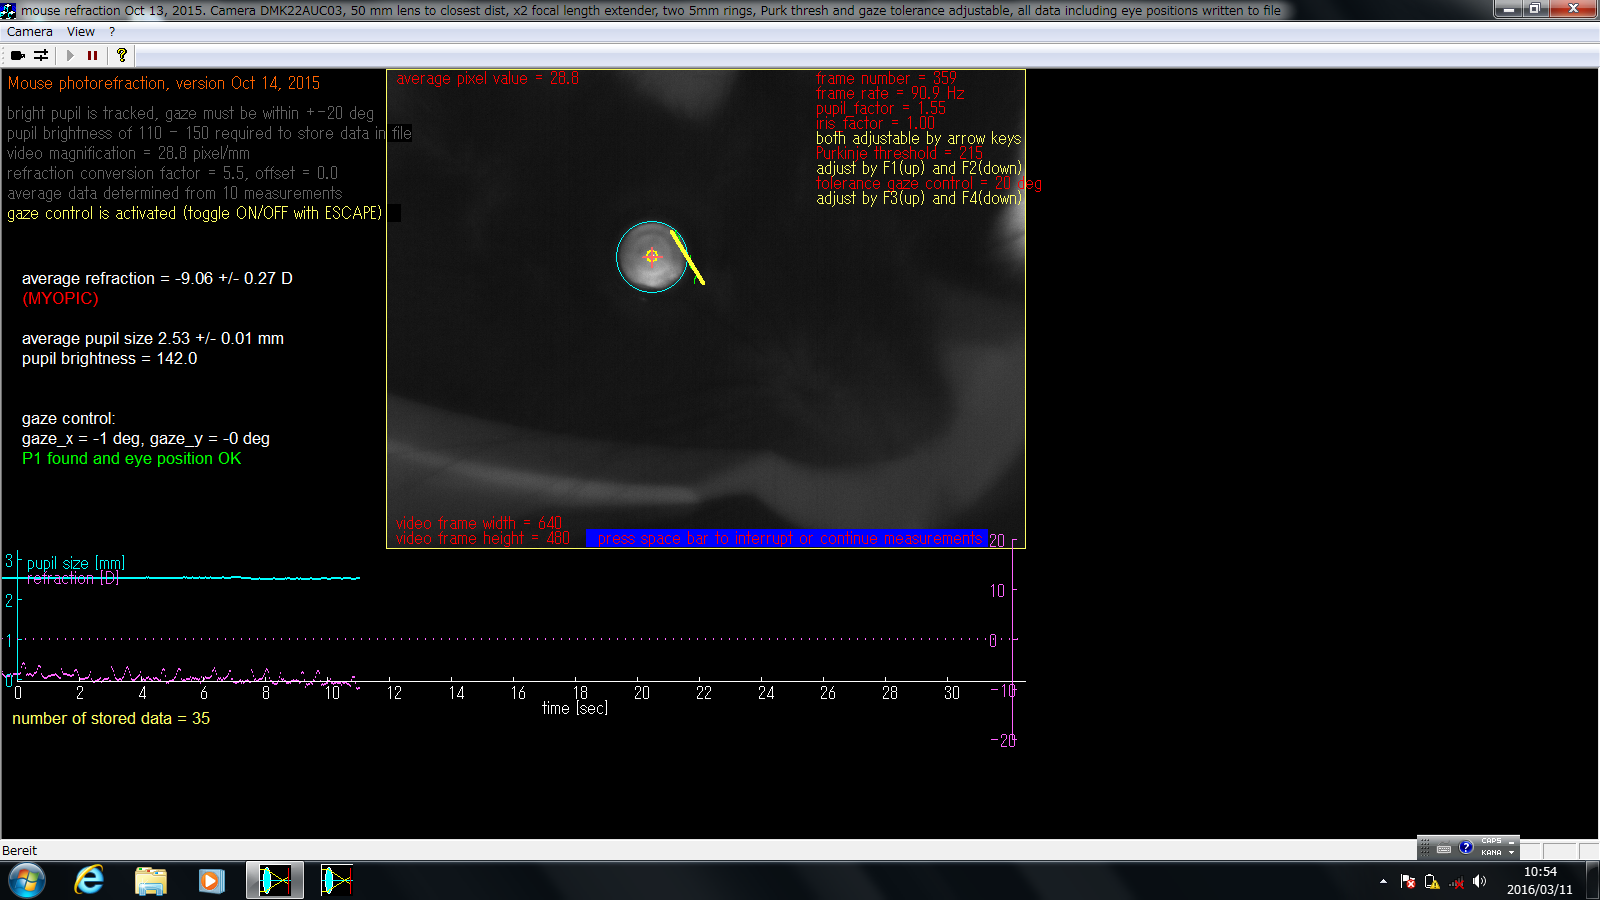 mouse refraction Oct 13, 2015. Camera DMK22AUC03, 50 mm lens to closest dist, x2 focal length extender, two 5mm rings, Purk thresh and gaze tolerance adjustable, all data including eye positions written to file
Camera View ?
Mouse photorefraction, version Oct 14, 2015
bright pupil is tracked, gaze must be within +-20 deg
pupil brightness of 110 - 150 required to store data in file
video magnification = 28.8 pixel/mm
refraction conversion factor = 5.5, offset = 0.0
average data determined from 10 measurements
gaze control is activated (toggle ON/OFF with ESCAPE)
average refraction = -9.06 +/- 0.27 D
(MYOPIC)
average pupil size 2.53 +/- 0.01 mm
pupil brightness = 142.0
gaze control:
gaze_x = -1 deg, gaze_y = -0 deg
P1 found and eye position OK
average pixel value = 28.8
frame number = 359
frame rate = 90.9 Hz
pupil factor = 1.55
iris factor = 1.00
both adjustable by arrow keys
Purkinje threshold = 215
adjust by F1(up) and F2(down)
tolerance gaze control = 20 deg
adjust by F3(up) and F4(down)
video frame width = 640
video frame height = 480
press space bar to interrupt or continue measurements
3
2
1
0
pupil size [mm]
refraction [D]
20
10
0
-10
-20
0 2 4 6 8 10 12 14 16 18 20 22 24 26 28 30
time [sec]
number of stored data = 35
Bereit
CAPS
KANA
10:54
2016/03/11